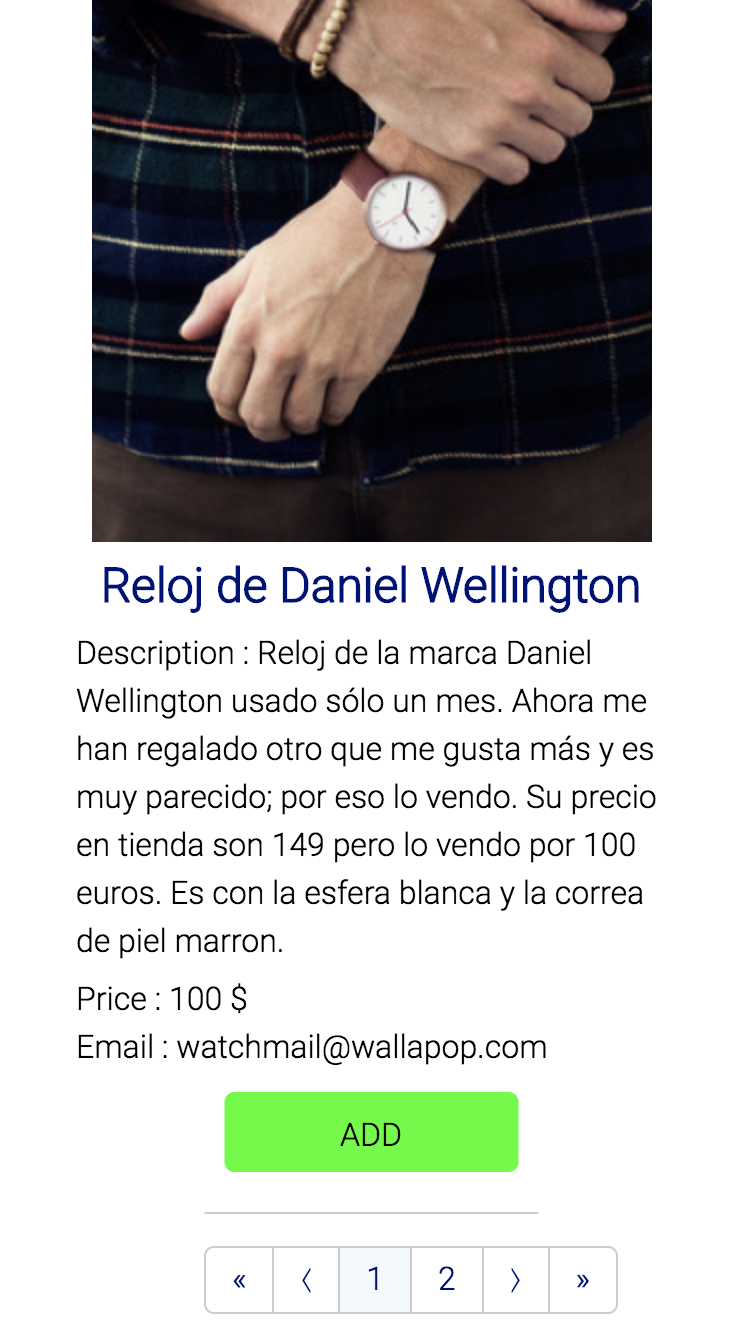 Reloj de Daniel Wellington
Description : Reloj de la marca Daniel
Wellington usado sólo un mes. Ahora me
han regalado otro que me gusta más y es
muy parecido; por eso lo vendo. Su precio
en tienda son 149 pero lo vendo por 100
euros. Es con la esfera blanca y la correa
de piel marron.
Price : 100 $
Email : watchmail@wallapop.com
ADD
« ‹ 1 2 › »